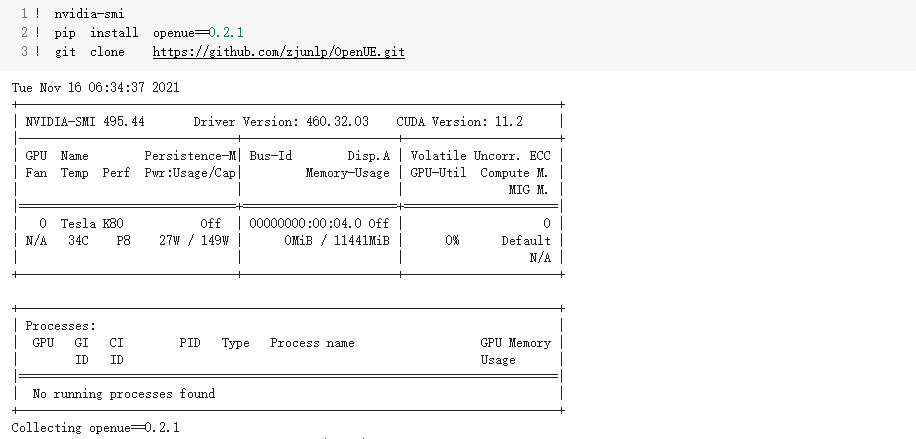 1 ! nvidia-smi
2 ! pip install openue==0.2.1
3 ! git clone https://github.com/zjunlp/OpenUE.git
Tue Nov 16 06:34:37 2021
NVIDIA-SMI 495.44 Driver Version: 460.32.03 CUDA Version: 11.2
GPU Name Persistence-M| Bus-Id Disp.A | Volatile Uncorr. ECC
Fan Temp Perf Pwr:Usage/Cap| Memory-Usage | GPU-Util Compute M.
MIG M.
0 Tesla K80 Off | 00000000:00:04.0 Off | 0
N/A 34C P8 27W / 149W | 0MiB / 11441MiB | 0% Default
N/A
Processes:
GPU GI CI PID Type Process name GPU Memory
ID ID Usage
No running processes found
Collecting openue==0.2.1